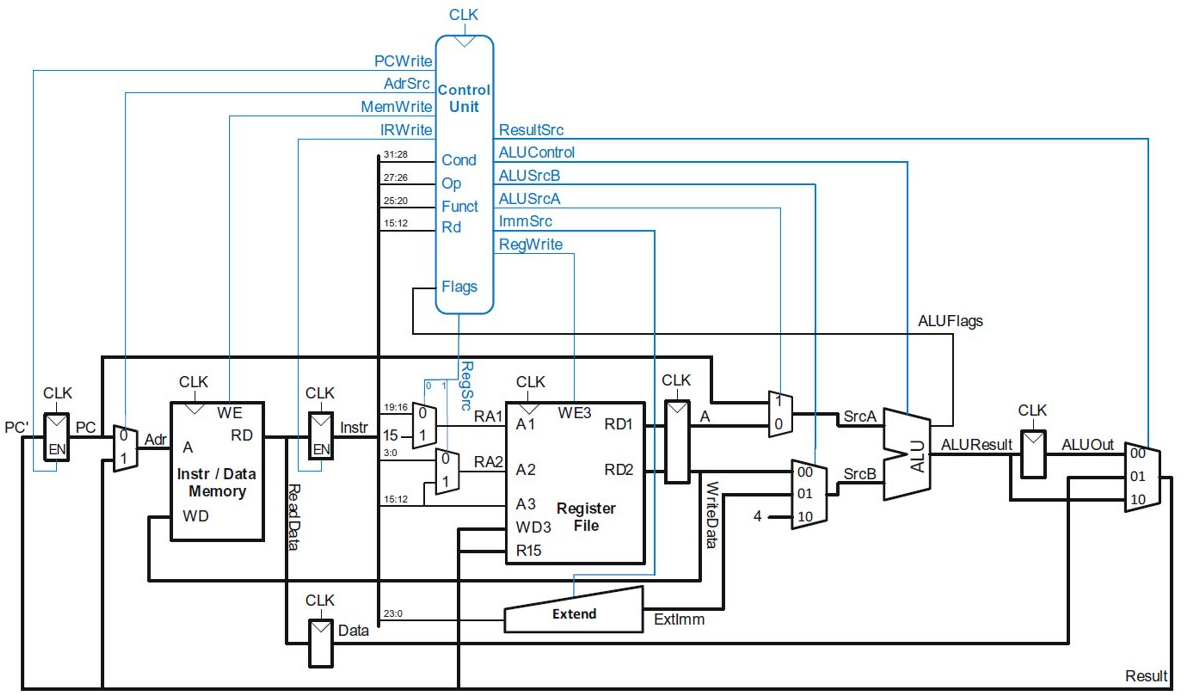 CLK
PCWrite
AdrSrc
MemWrite
IRWrite
Control
Unit
ResultSrc
ALUControl
ALUSrcB
ALUSrcA
ImmSrc
RegWrite
31:28
Cond
27:26
Op
25:20
Funct
15:12
Rd
Flags
ALUFlags
RegSrc
0 1
CLK
CLK
CLK
CLK
CLK
CLK
PC'
EN
PC
0
1
Adr
WE
RD
A
Instr / Data
Memory
WD
EN
Instr
ReadData
19:16
15
0
1
RA1
3:0
0
1
RA2
15:12
A1
A2
A3
WD3
R15
WE3
RD1
RD2
Register
File
A
WriteData
1
0
SrcA
00
01
10
4
SrcB
ALU
ALUResult
ALUOut
00
01
10
23:0
Extend
ExtImm
CLK
Data
Result